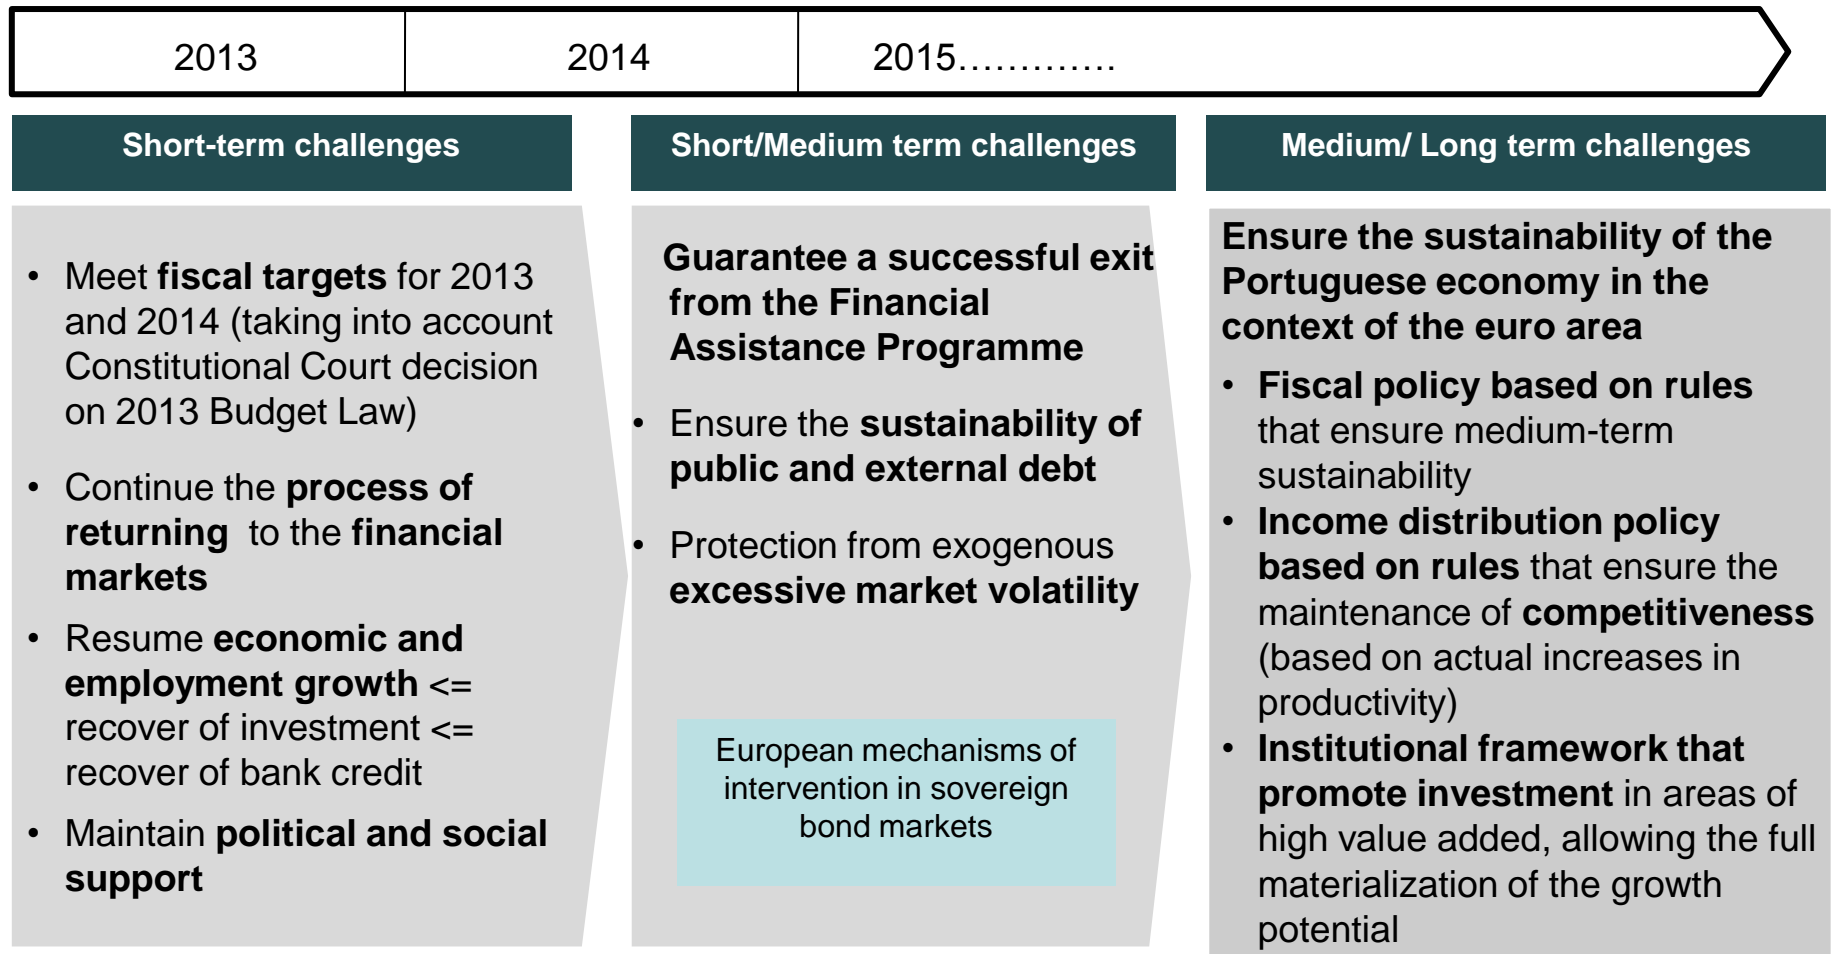 2013
2014
2015………….
Short-term challenges
• Meet fiscal targets for 2013
and 2014 (taking into account
Constitutional Court decision
on 2013 Budget Law)
• Continue the process of
returning  to the financial
markets
• Resume economic and
employment growth <=
recover of investment <=
recover of bank credit
• Maintain political and social
support
Short/Medium term challenges
Guarantee a successful exit
from the Financial
Assistance Programme
• Ensure the sustainability of
public and external debt
• Protection from exogenous
excessive market volatility
European mechanisms of
intervention in sovereign
bond markets
Medium/ Long term challenges
Ensure the sustainability of the
Portuguese economy in the
context of the euro area
• Fiscal policy based on rules
that ensure medium-term
sustainability
• Income distribution policy
based on rules that ensure the
maintenance of competitiveness
(based on actual increases in
productivity)
• Institutional framework that
promote investment in areas of
high value added, allowing the full
materialization of the growth
potential